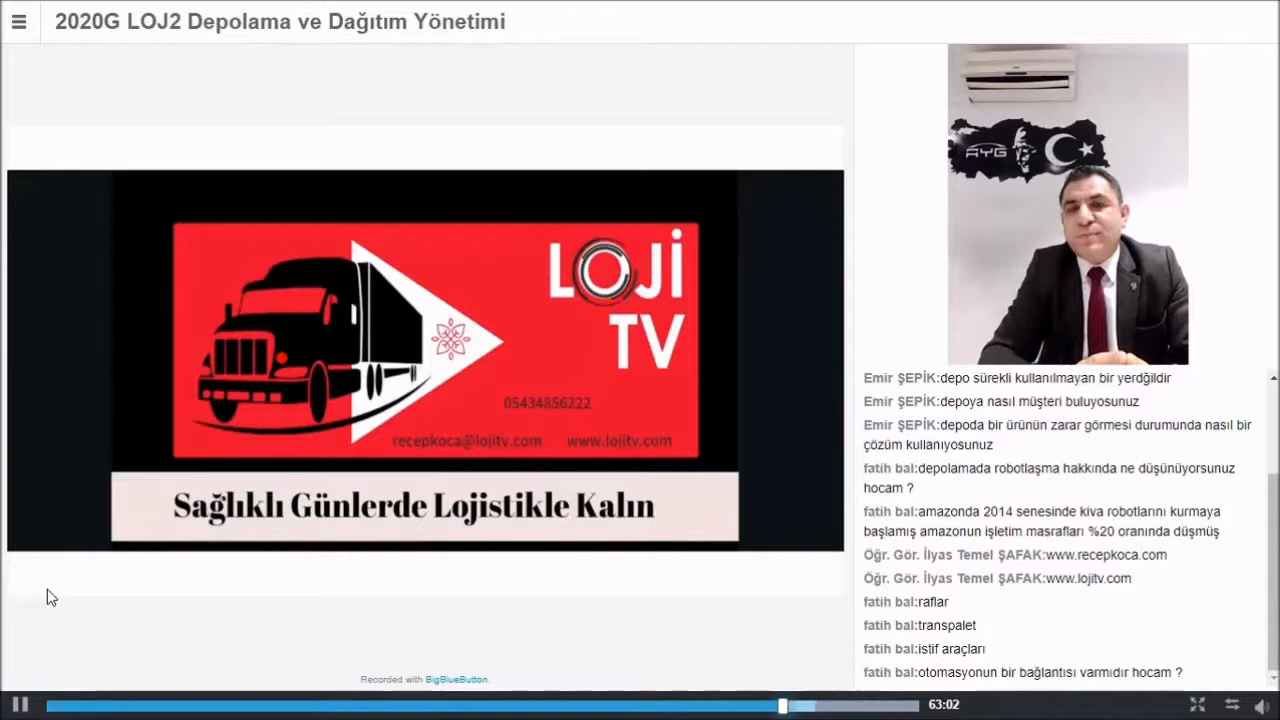 2020G LOJ2 Depolama ve Dağıtım Yönetimi
LOJİ
TV
05434856222
recepkoca@lojitv.com www.lojitv.com
Sağlıklı Günlerde Lojistikle Kalın
AYG
Emir ŞEPİK:depo sürekli kullanılmayan bir yerdğildir
Emir ŞEPİK:depoya nasıl müşteri buluyosunuz
Emir ŞEPİK:depoda bir ürünün zarar görmesi durumunda nasıl bir
çözüm kullanıyosunuz
fatih bal:depolamada robotlaşma hakkında ne düşünüyorsunuz
hocam ?
fatih bal:amazonda 2014 senesinde kiva robotlarını kurmaya
başlamış amazonun işletim masrafları %20 oranında düşmüş
Öğr. Gör. İlyas Temel ŞAFAK:www.recepkoca.com
Öğr. Gör. İlyas Temel ŞAFAK:www.lojitv.com
fatih bal:raflar
fatih bal:transpalet
fatih bal:istif araçları
fatih bal:otomasyonun bir bağlantısı varmıdır hocam ?
Recorded with BigBlueButton.
63:02